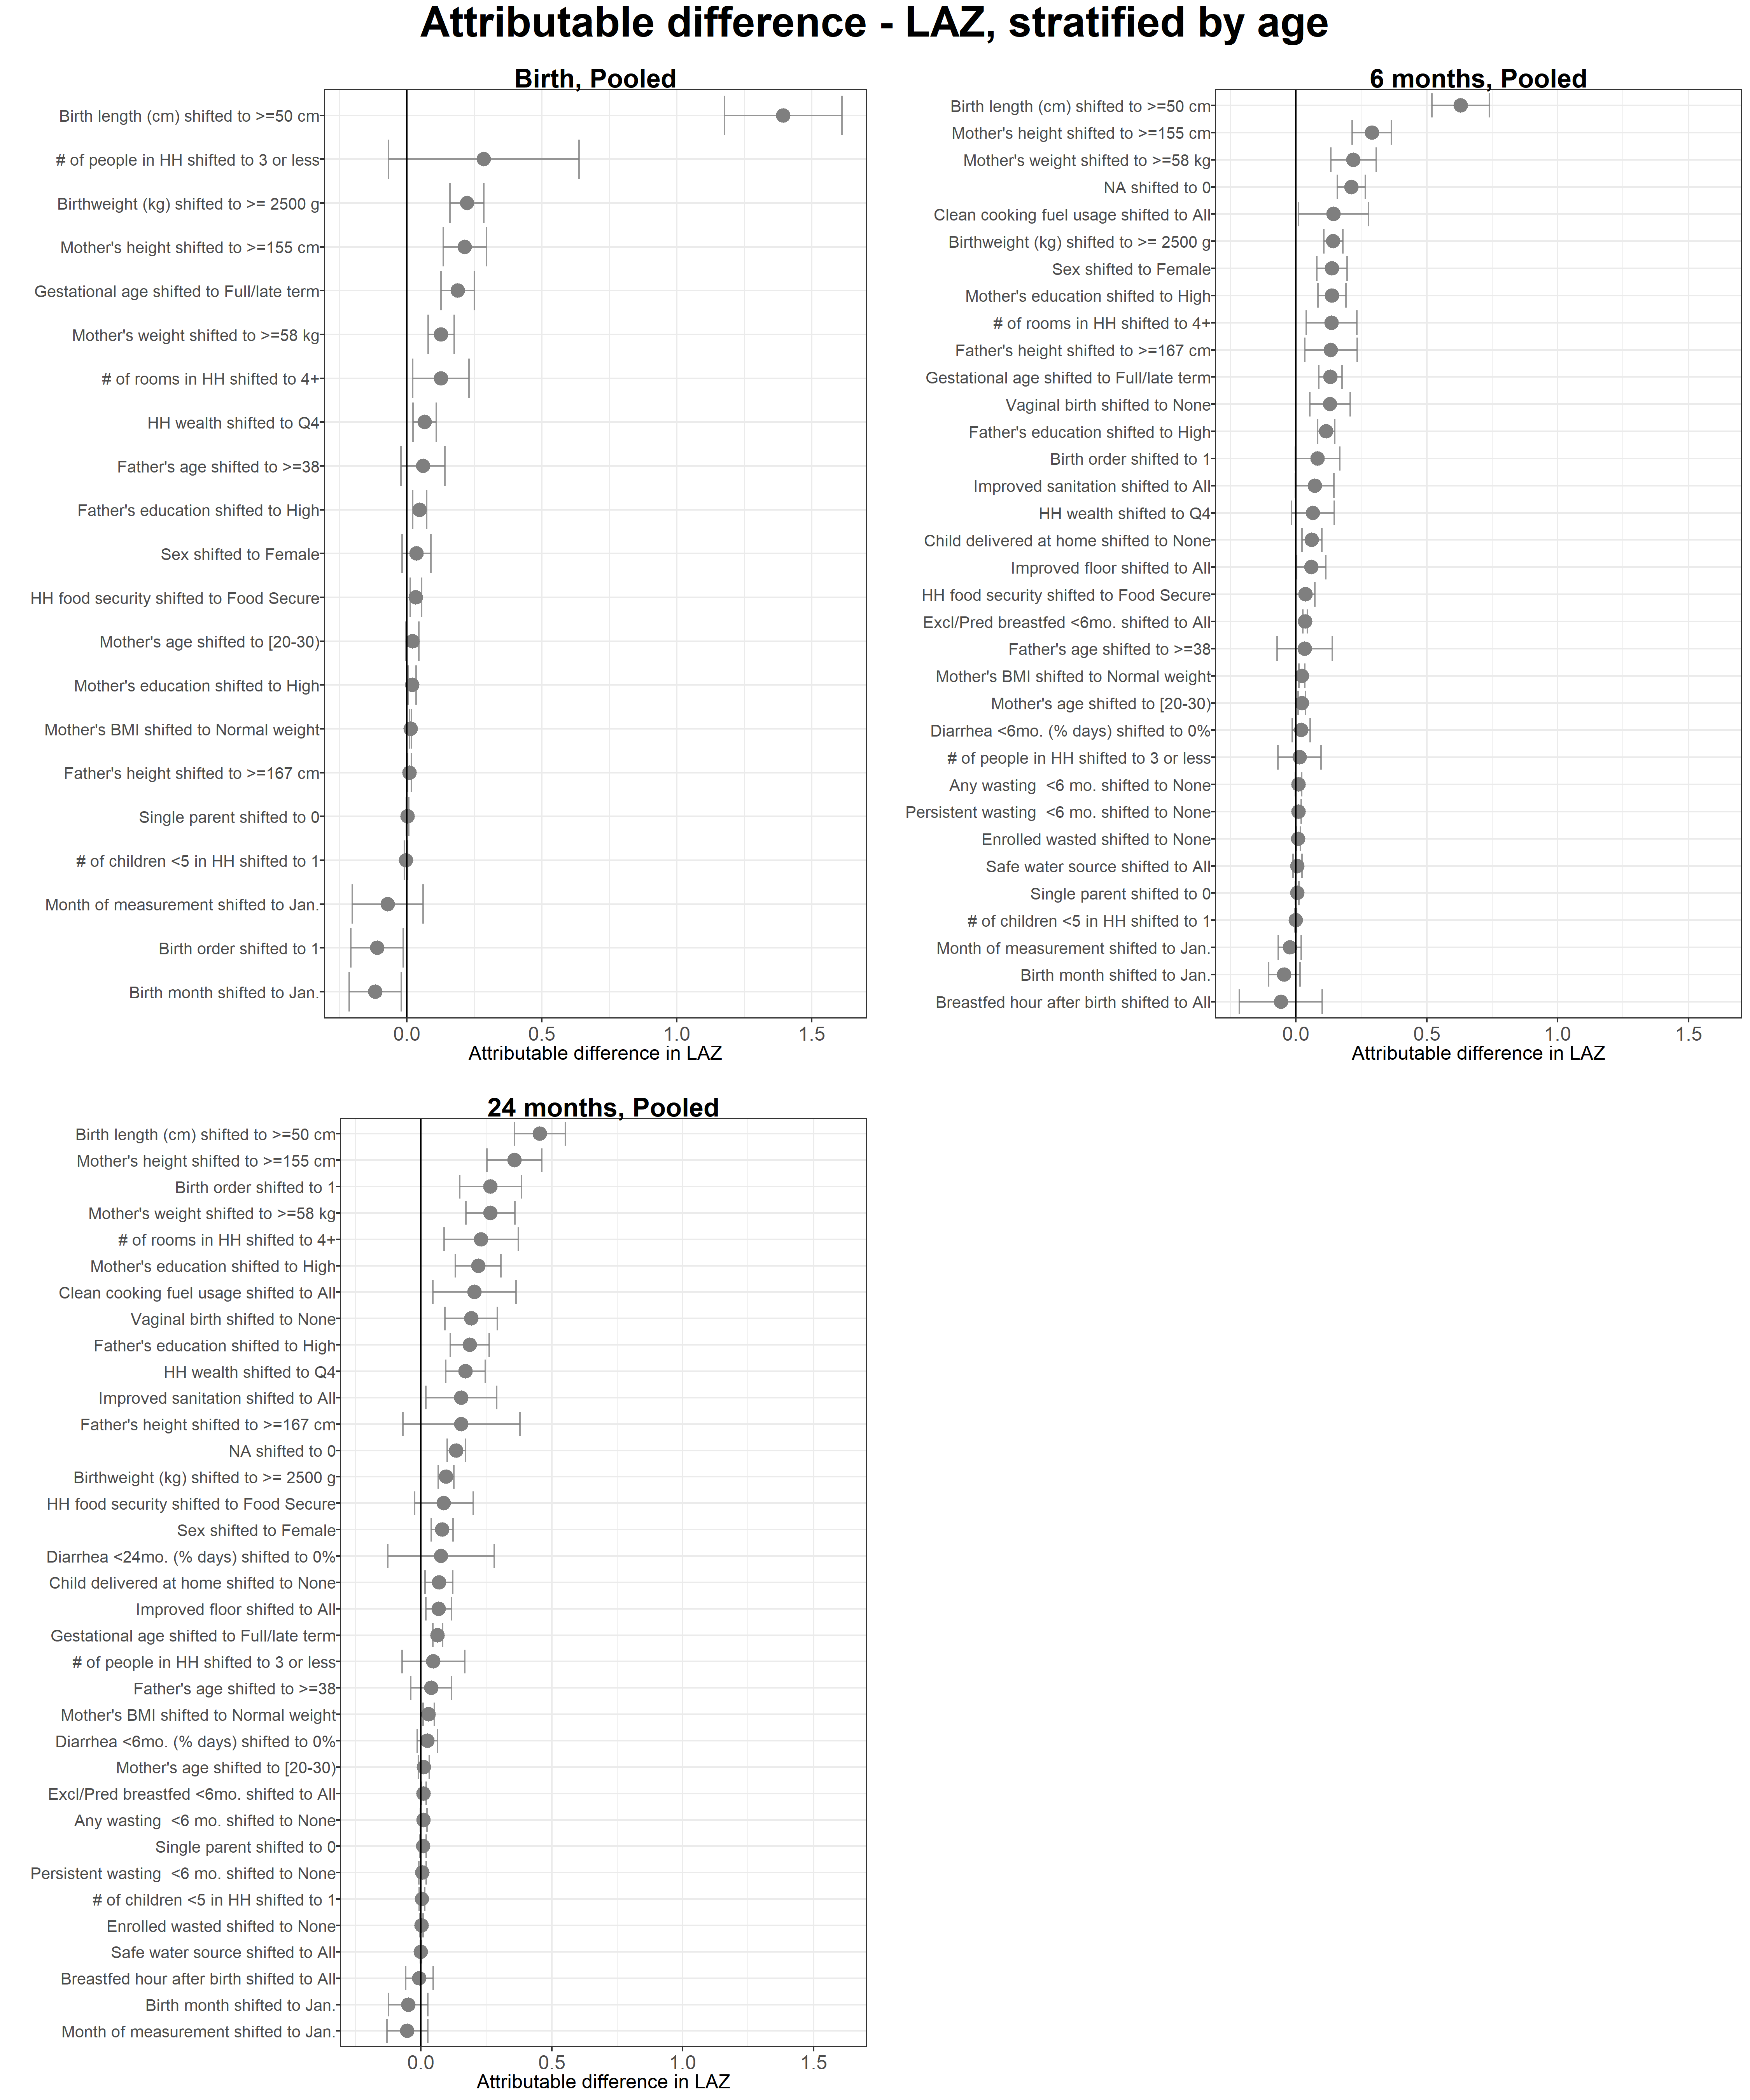 Attributable difference - LAZ, stratified by age
Birth, Pooled
Birth length (cm) shifted to >=50 cm
# of people in HH shifted to 3 or less
Birthweight (kg) shifted to >= 2500 g
Mother's height shifted to >=155 cm
Gestational age shifted to Full/late term
Mother's weight shifted to >=58 kg
# of rooms in HH shifted to 4+
HH wealth shifted to Q4
Father's age shifted to >=38
Father's education shifted to High
Sex shifted to Female
HH food security shifted to Food Secure
Mother's age shifted to [20-30)
Mother's education shifted to High
Mother's BMI shifted to Normal weight
Father's height shifted to >=167 cm
Single parent shifted to 0
# of children <5 in HH shifted to 1
Month of measurement shifted to Jan.
Birth order shifted to 1
Birth month shifted to Jan.
0.0 0.5 1.0 1.5
Attributable difference in LAZ
6 months, Pooled
Birth length (cm) shifted to >=50 cm
Mother's height shifted to >=155 cm
Mother's weight shifted to >=58 kg
NA shifted to 0
Clean cooking fuel usage shifted to All
Birthweight (kg) shifted to >= 2500 g
Sex shifted to Female
Mother's education shifted to High
# of rooms in HH shifted to 4+
Father's height shifted to >=167 cm
Gestational age shifted to Full/late term
Vaginal birth shifted to None
Father's education shifted to High
Birth order shifted to 1
Improved sanitation shifted to All
HH wealth shifted to Q4
Child delivered at home shifted to None
Improved floor shifted to All
HH food security shifted to Food Secure
Excl/Pred breastfed <6mo. shifted to All
Father's age shifted to >=38
Mother's BMI shifted to Normal weight
Mother's age shifted to [20-30)
Diarrhea <6mo. (% days) shifted to 0%
# of people in HH shifted to 3 or less
Any wasting  <6 mo. shifted to None
Persistent wasting  <6 mo. shifted to None
Enrolled wasted shifted to None
Safe water source shifted to All
Single parent shifted to 0
# of children <5 in HH shifted to 1
Month of measurement shifted to Jan.
Birth month shifted to Jan.
Breastfed hour after birth shifted to All
0.0 0.5 1.0 1.5
Attributable difference in LAZ
24 months, Pooled
Birth length (cm) shifted to >=50 cm
Mother's height shifted to >=155 cm
Birth order shifted to 1
Mother's weight shifted to >=58 kg
# of rooms in HH shifted to 4+
Mother's education shifted to High
Clean cooking fuel usage shifted to All
Vaginal birth shifted to None
Father's education shifted to High
HH wealth shifted to Q4
Improved sanitation shifted to All
Father's height shifted to >=167 cm
NA shifted to 0
Birthweight (kg) shifted to >= 2500 g
HH food security shifted to Food Secure
Sex shifted to Female
Diarrhea <24mo. (% days) shifted to 0%
Child delivered at home shifted to None
Improved floor shifted to All
Gestational age shifted to Full/late term
# of people in HH shifted to 3 or less
Father's age shifted to >=38
Mother's BMI shifted to Normal weight
Diarrhea <6mo. (% days) shifted to 0%
Mother's age shifted to [20-30)
Excl/Pred breastfed <6mo. shifted to All
Any wasting  <6 mo. shifted to None
Single parent shifted to 0
Persistent wasting  <6 mo. shifted to None
# of children <5 in HH shifted to 1
Enrolled wasted shifted to None
Safe water source shifted to All
Breastfed hour after birth shifted to All
Birth month shifted to Jan.
Month of measurement shifted to Jan.
0.0 0.5 1.0 1.5
Attributable difference in LAZ